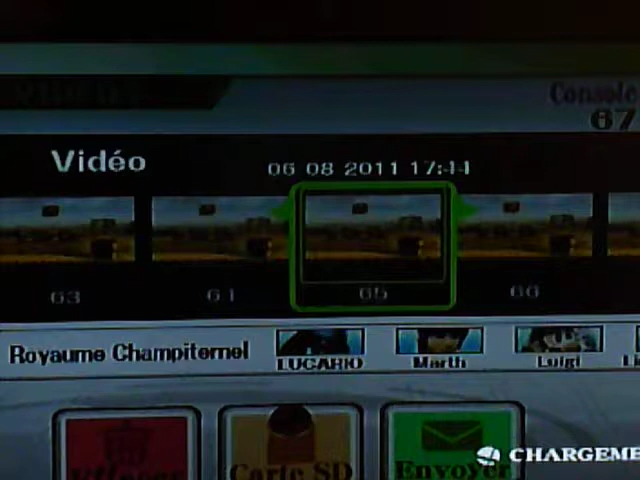 Console
67
Vidéo
06 08 2011 17:44
63 64 65 66
Royaume Champiternel
LUCARIO Marth Luigi
Effacer Carte SD Envoyer
CHARGEME